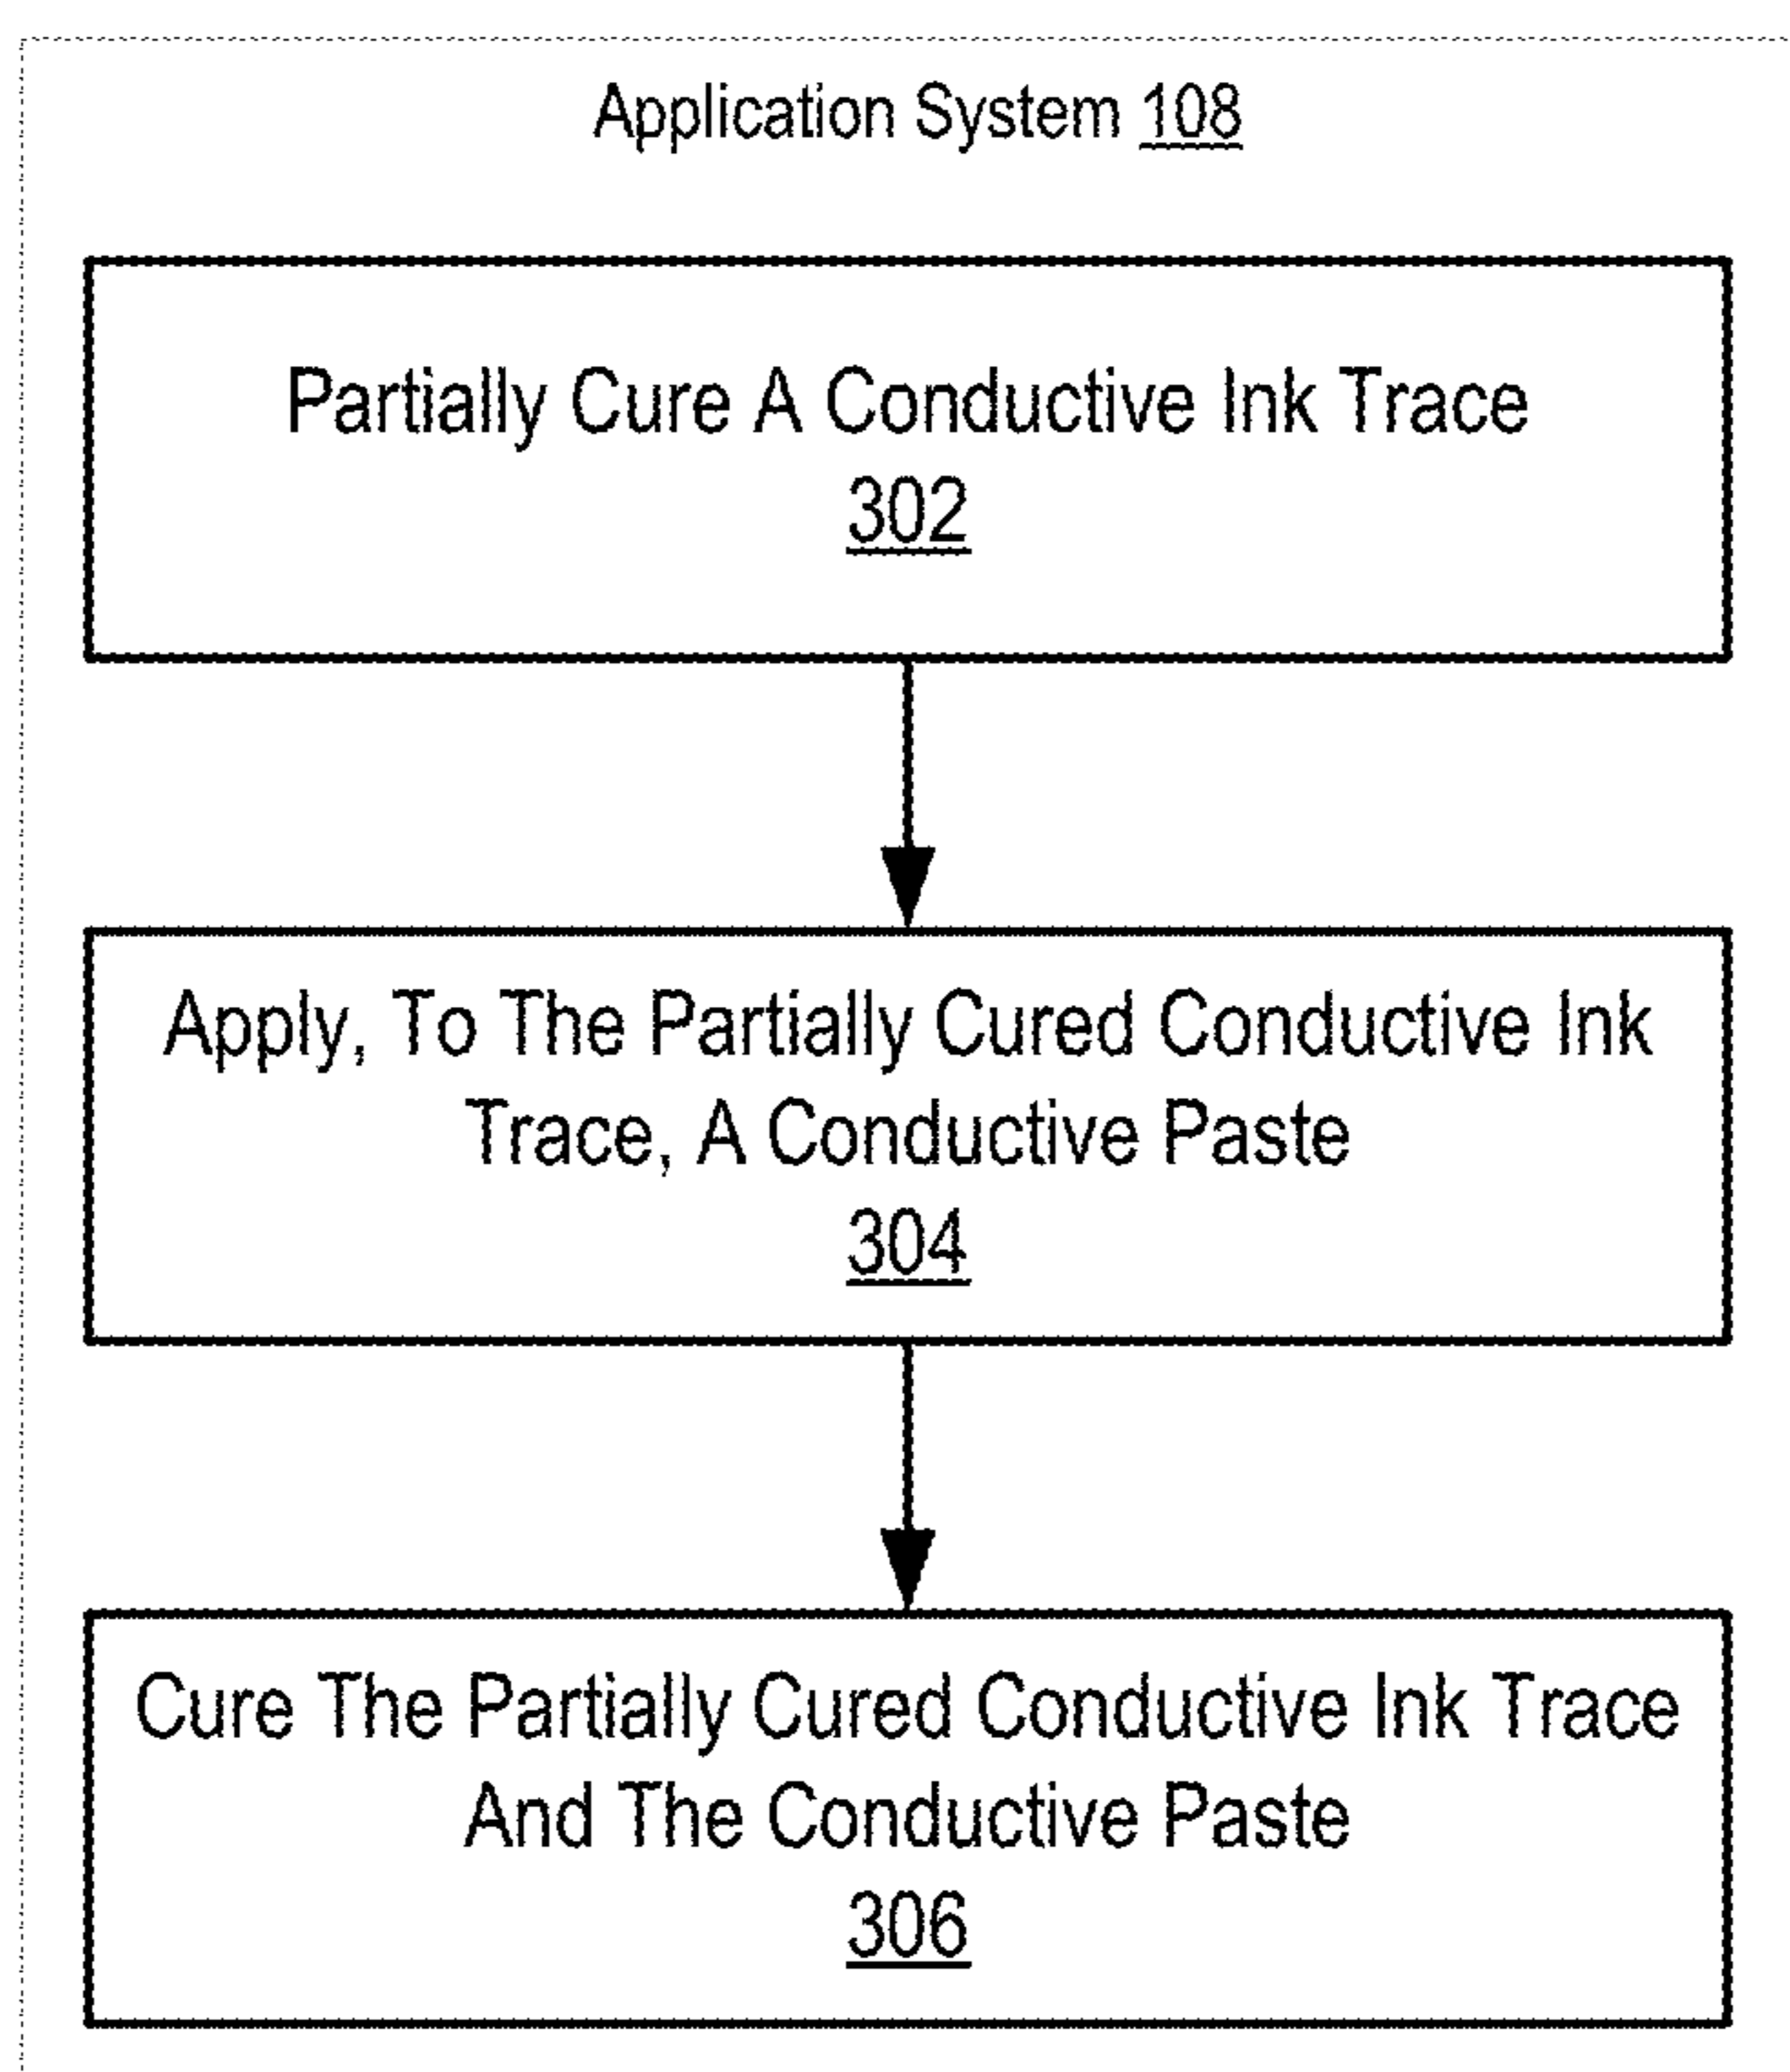 Application System 108
Partially Cure A Conductive Ink Trace
302
Apply, To The Partially Cured Conductive Ink
Trace, A Conductive Paste
304
Cure The Partially Cured Conductive Ink Trace
And The Conductive Paste
306